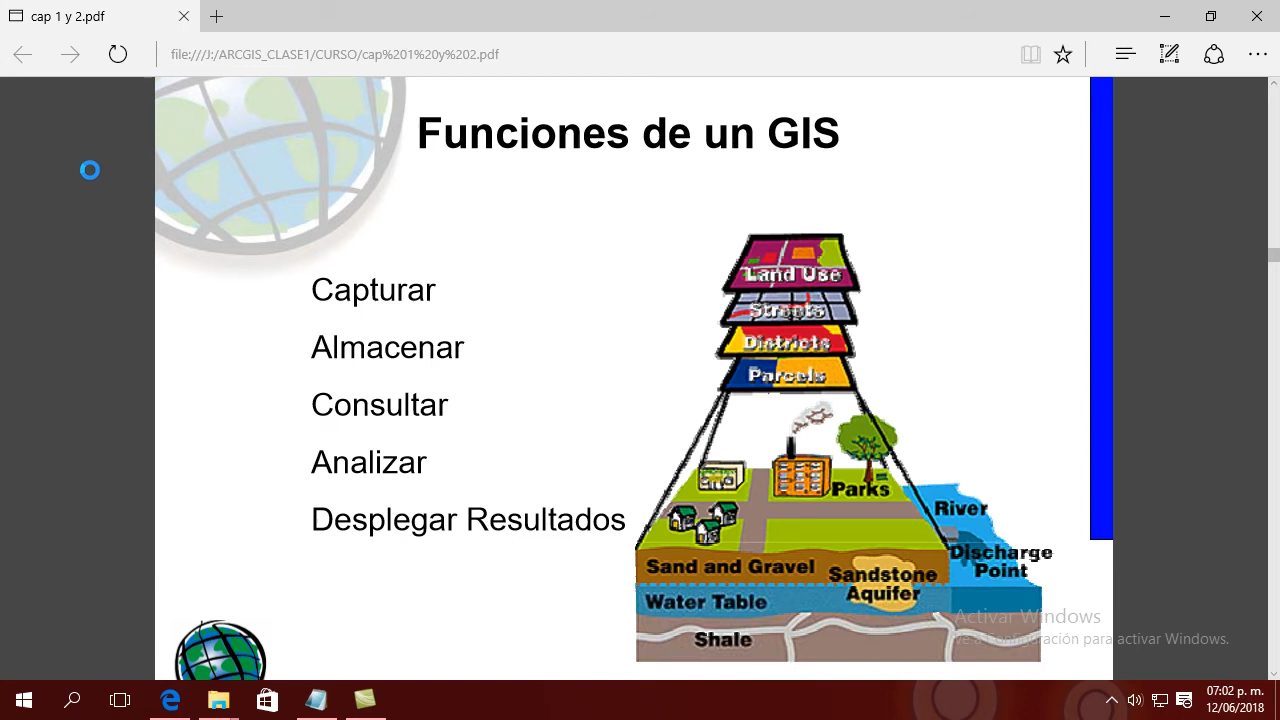 cap 1 y 2.pdf
file:///J:/ARCGIS_CLASE1/CURSO/cap%201%20y%202.pdf
Funciones de un GIS
Capturar
Almacenar
Consultar
Analizar
Desplegar Resultados
Land Use
Streets
Districts
Parcels
Parks
River
Discharge
Point
Sand and Gravel
Sandstone
Aquifer
Water Table
Shale
Activar Windows
Ve a Configuración para activar Windows.
07:02 p. m.
12/06/2018